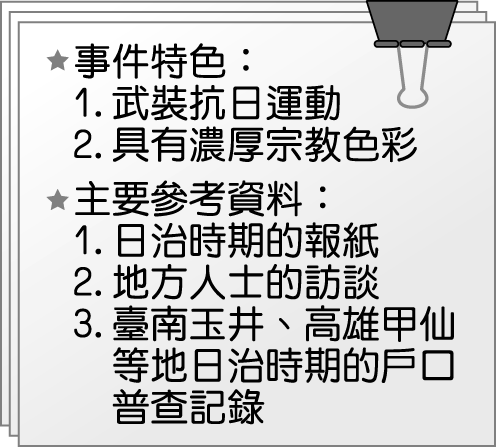 ★事件特色：
1.武裝抗日運動
2.具有濃厚宗教色彩
★主要參考資料：
1.日治時期的報紙
2.地方人士的訪談
3.臺南玉井、高雄甲仙
等地日治時期的戶口
普查記錄